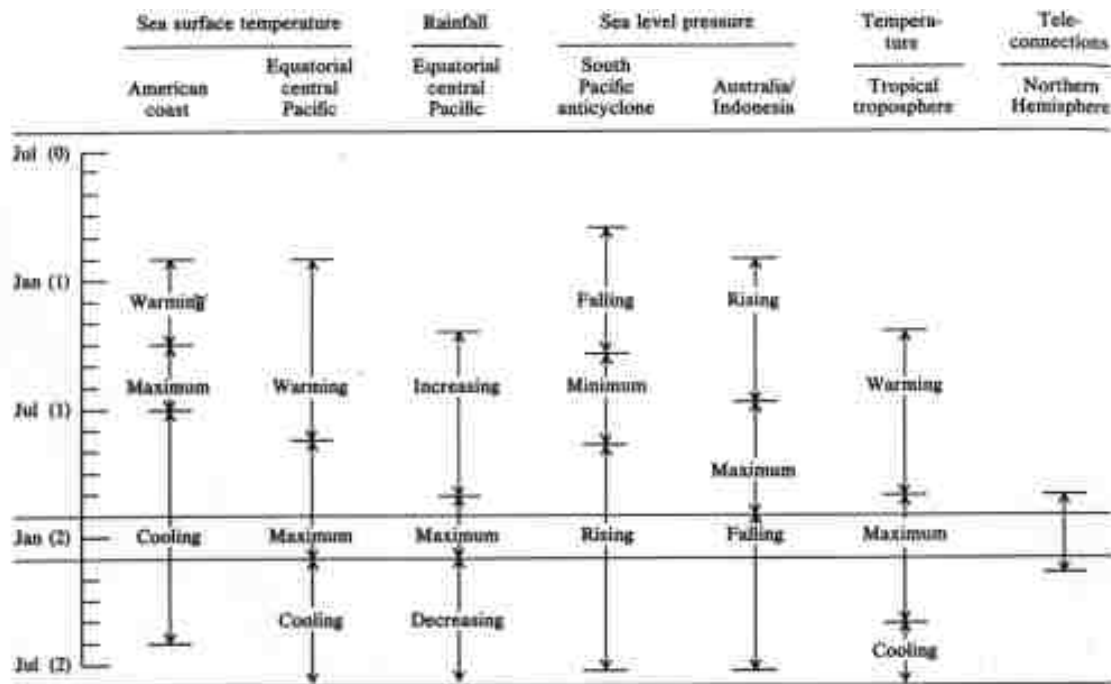 Sea surface temperature
Rainfall
Sea level pressure
Tempera-
ture
Tele-
connections
American
coast
Equatorial
central
Pacific
Equatorial
central
Pacific
South
Pacific
anticyclone
Australia/
Indonesia
Tropical
troposphere
Northern
Hemisphere
Jul (0)
Jan (1)
Warming
Falling
Rising
Maximum
Warming
Increasing
Minimum
Warming
Jul (1)
Maximum
Jan (2)
Cooling
Maximum
Maximum
Rising
Falling
Maximum
Cooling
Decreasing
Cooling
Jul (2)